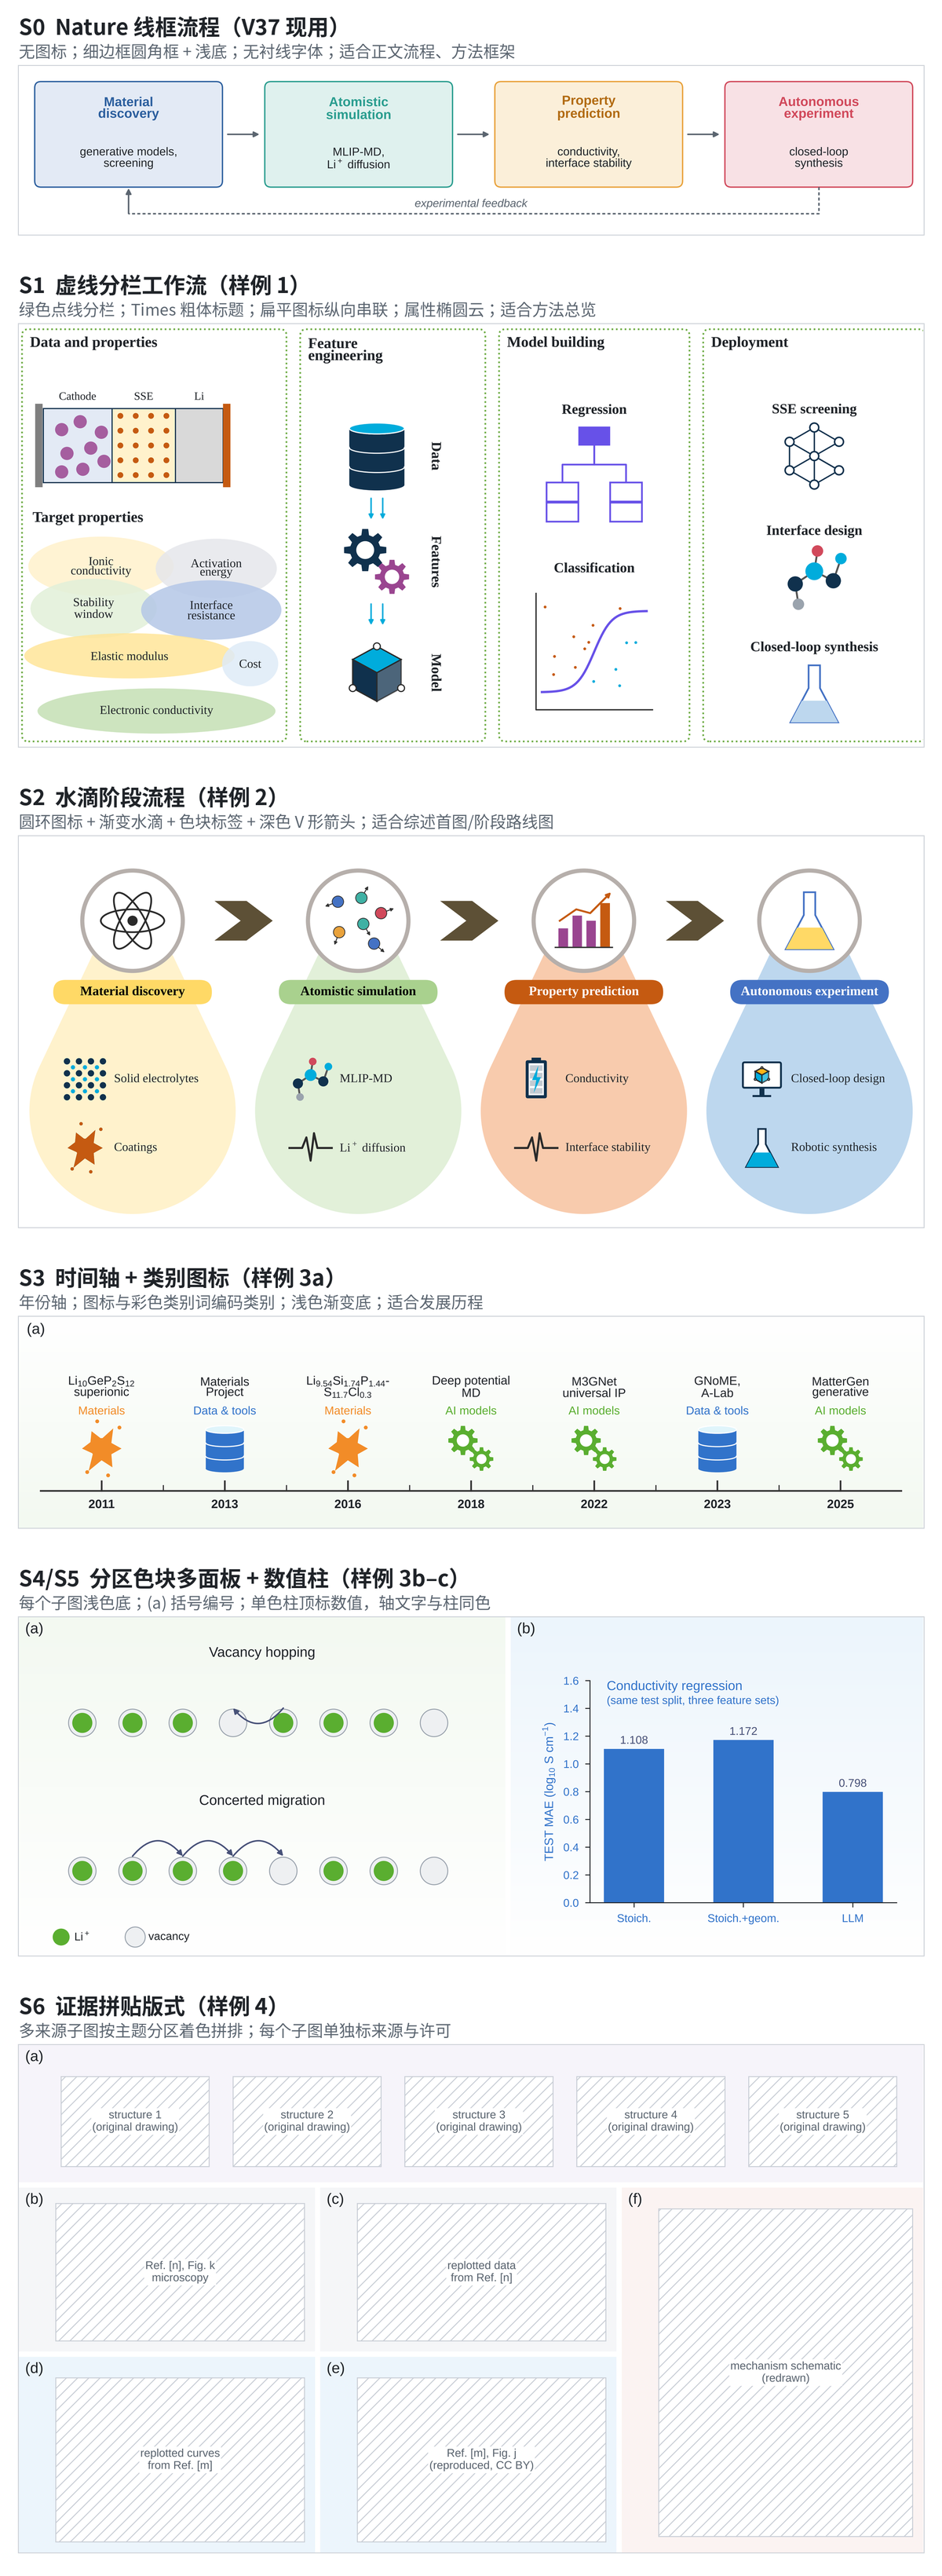 S0 Nature 线框流程（V37 现用）
无图标；细边框圆角框 + 浅底；无衬线字体；适合正文流程、方法框架
Material
discovery
generative models,
screening
Atomistic
simulation
MLIP-MD,
Li⁺ diffusion
Property
prediction
conductivity,
interface stability
Autonomous
experiment
closed-loop
synthesis
experimental feedback
S1 虚线分栏工作流（样例 1）
绿色点线分栏；Times 粗体标题；扁平图标纵向串联；属性椭圆云；适合方法总览
Data and properties
Cathode
SSE
Li
Target properties
Ionic
conductivity
Activation
energy
Stability
window
Interface
resistance
Elastic modulus
Cost
Electronic conductivity
Feature
engineering
Data
Features
Model
Model building
Regression
Classification
Deployment
SSE screening
Interface design
Closed-loop synthesis
S2 水滴阶段流程（样例 2）
圆环图标 + 渐变水滴 + 色块标签 + 深色 V 形箭头；适合综述首图/阶段路线图
Material discovery
Solid electrolytes
Coatings
Atomistic simulation
MLIP-MD
Li⁺ diffusion
Property prediction
Conductivity
Interface stability
Autonomous experiment
Closed-loop design
Robotic synthesis
S3 时间轴 + 类别图标（样例 3a）
年份轴；图标与彩色类别词编码类别；浅色渐变底；适合发展历程
(a)
Li₁₀GeP₂S₁₂
superionic
Materials
2011
Materials
Project
Data & tools
2013
Li₉.₅₄Si₁.₇₄P₁.₄₄-
S₁₁.₇Cl₀.₃
Materials
2016
Deep potential
MD
AI models
2018
M3GNet
universal IP
AI models
2022
GNoME,
A-Lab
Data & tools
2023
MatterGen
generative
AI models
2025
S4/S5 分区色块多面板 + 数值柱（样例 3b–c）
每个子图浅色底；(a) 括号编号；单色柱顶标数值，轴文字与柱同色
(a)
Vacancy hopping
Concerted migration
Li⁺
vacancy
(b)
Conductivity regression
(same test split, three feature sets)
TEST MAE (log₁₀ S cm⁻¹)
1.6
1.4
1.2
1.0
0.8
0.6
0.4
0.2
0.0
1.108
1.172
0.798
Stoich.
Stoich.+geom.
LLM
S6 证据拼贴版式（样例 4）
多来源子图按主题分区着色拼排；每个子图单独标来源与许可
(a)
structure 1
(original drawing)
structure 2
(original drawing)
structure 3
(original drawing)
structure 4
(original drawing)
structure 5
(original drawing)
(b)
Ref. [n], Fig. k
microscopy
(c)
replotted data
from Ref. [n]
(f)
mechanism schematic
(redrawn)
(d)
replotted curves
from Ref. [m]
(e)
Ref. [m], Fig. j
(reproduced, CC BY)